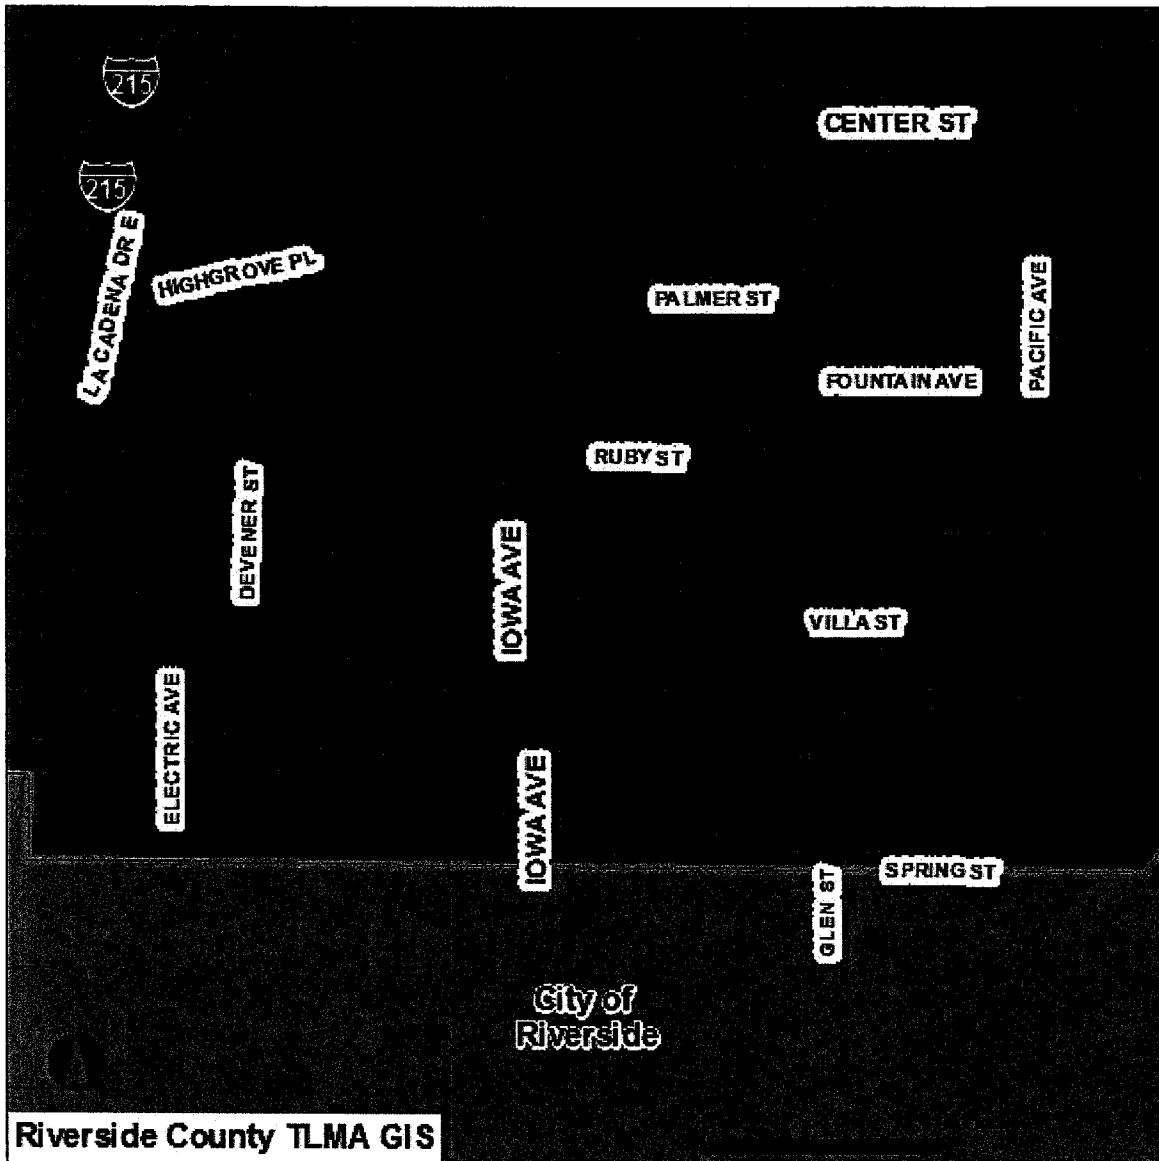 215
CENTER ST
215
LA CADENA DR E
HIGHGROVE PL
PALMER ST
PACIFIC AVE
FOUNTAIN AVE
RUBY ST
DEVENER ST
IOWA AVE
VILLA ST
ELECTRIC AVE
IOWA AVE
SPRING ST
GLEN ST
City of
Riverside
Riverside County TLMA GIS